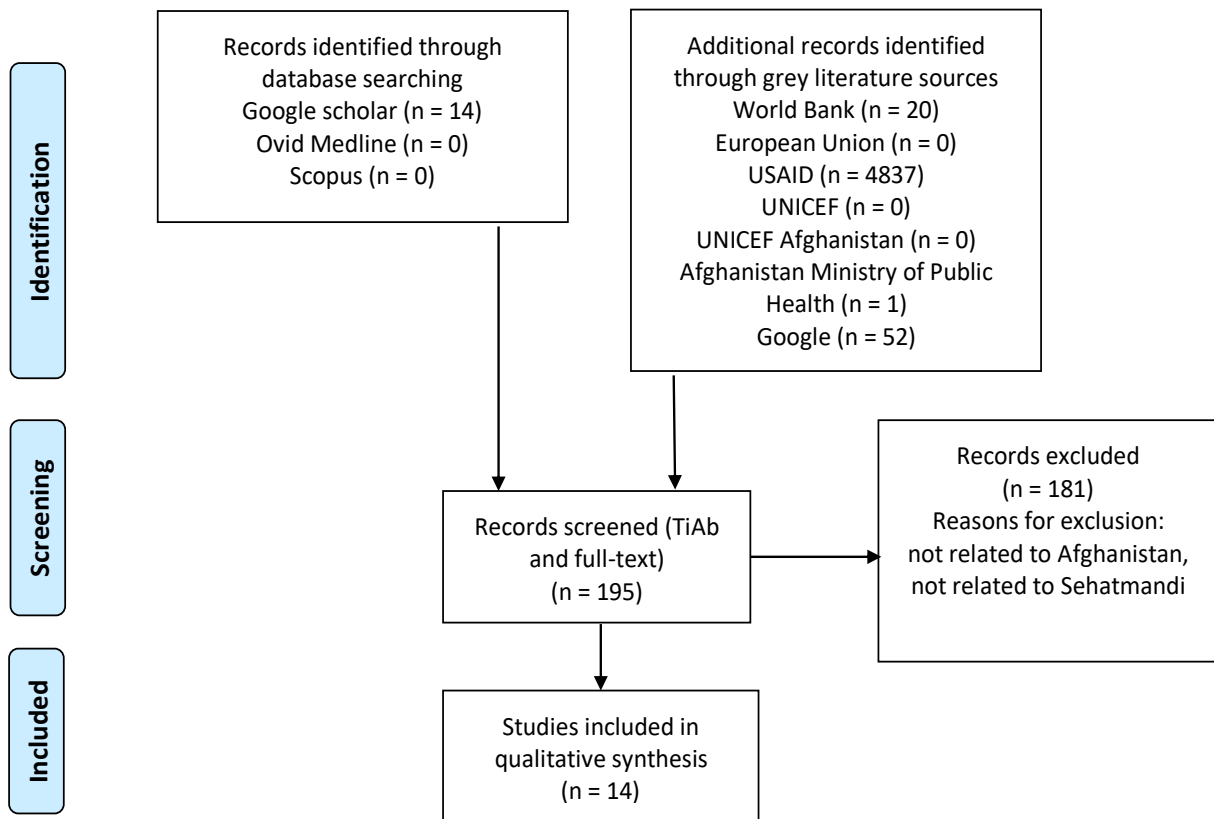 Identification
Records identified through
database searching
Google scholar (n = 14)
Ovid Medline (n = 0)
Scopus (n = 0)
Additional records identified
through grey literature sources
World Bank (n = 20)
European Union (n = 0)
USAID (n = 4837)
UNICEF (n = 0)
UNICEF Afghanistan (n = 0)
Afghanistan Ministry of Public
Health (n = 1)
Google (n = 52)
Screening
Records screened (TiAb
and full-text)
(n = 195)
Records excluded
(n = 181)
Reasons for exclusion:
not related to Afghanistan,
not related to Sehatmandi
Included
Studies included in
qualitative synthesis
(n = 14)